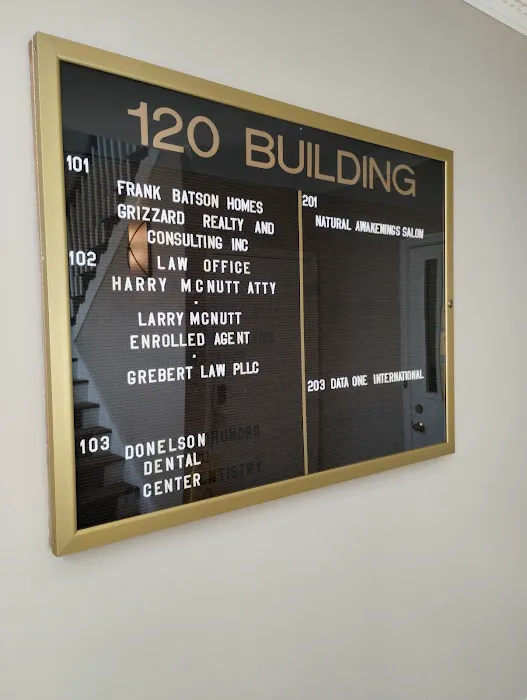 120 BUILDING
101
FRANK BATSON HOMES
GRIZZARD REALTY AND
CONSULTING INC
102 LAW OFFICE
HARRY MCNUTT ATTY
LARRY MCNUTT
ENROLLED AGENT
GREBERT LAW PLLC
103 DONELSON
DENTAL
CENTER
201
NATURAL AWAKENINGS SALON
203 DATA ONE INTERNATIONAL